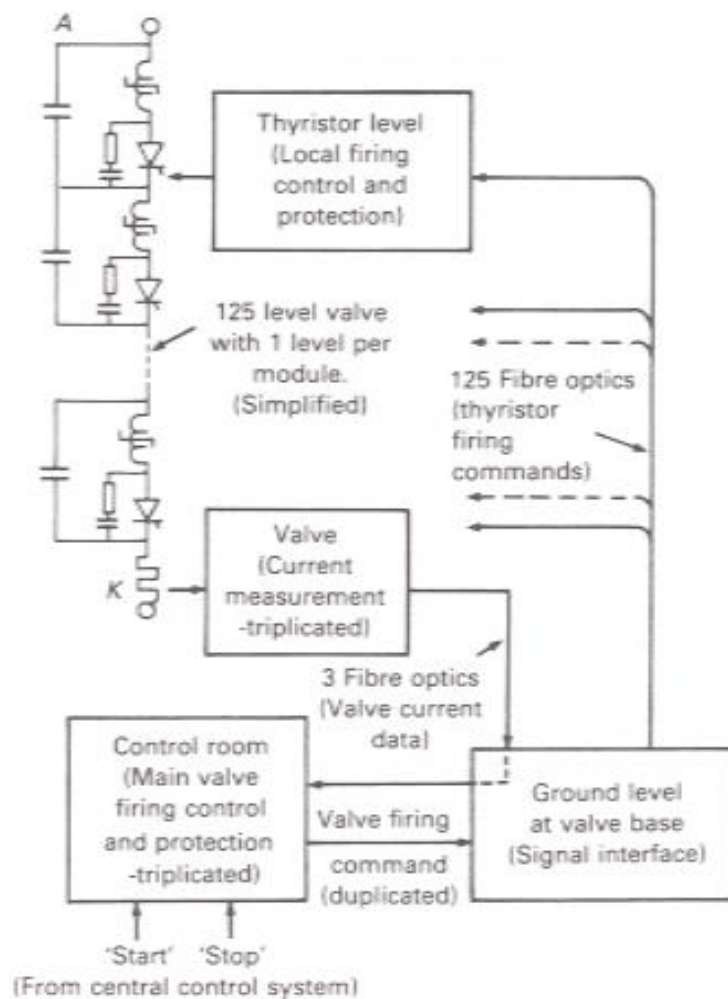 A
Thyristor level
(Local firing
control and
protection)
125 level valve
with 1 level per
module.
(Simplified)
125 Fibre optics
(thyristor
firing
commands)
K
Valve
(Current
measurement
-triplicated)
3 Fibre optics
(Valve current
data)
Control room
(Main valve
firing control
and protection
-triplicated)
Valve firing
command
(duplicated)
Ground level
at valve base
(Signal interface)
'Start' 'Stop'
(From central control system)